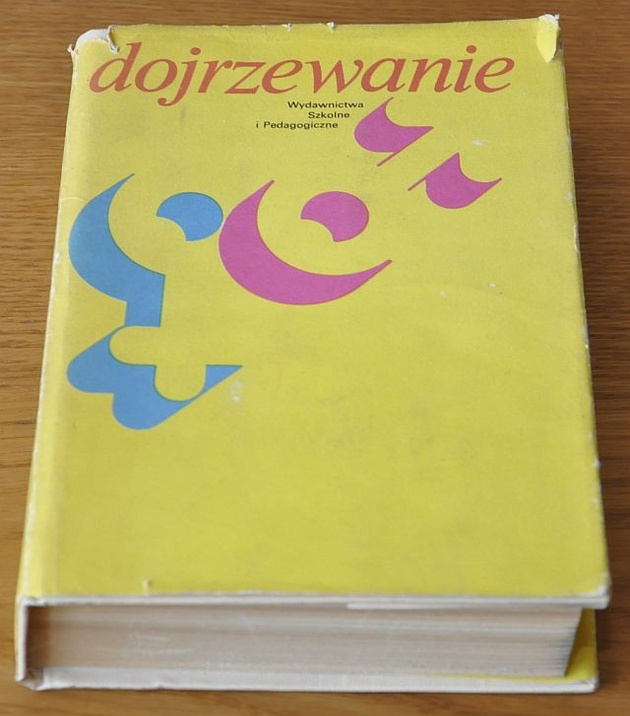 dojrzewanie
Wydawnictwa
Szkolne
i Pedagogiczne